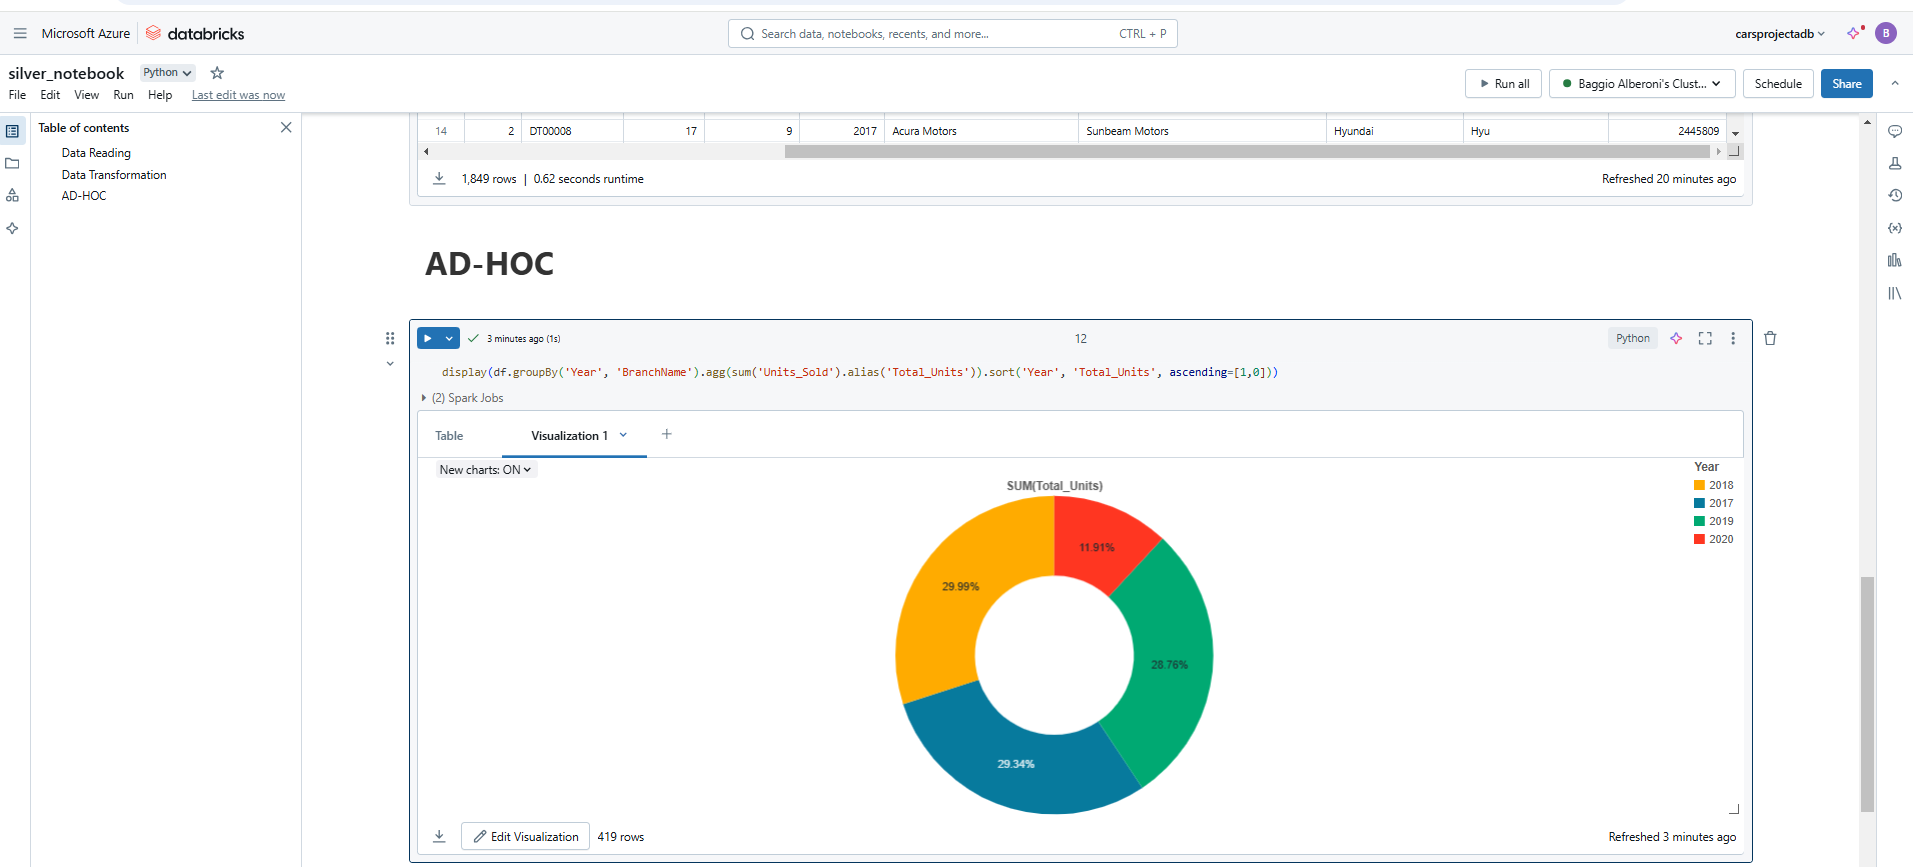 Microsoft Azure databricks
Search data, notebooks, recents, and more... CTRL + P
carsprojectadb B
silver_notebook Python
File Edit View Run Help Last edit was now
Run all Baggio Alberoni's Clust... Schedule Share
Table of contents
Data Reading
Data Transformation
AD-HOC
14 2 DT00008 17 9 2017 Acura Motors Sunbeam Motors Hyundai Hyu 2445809
1,849 rows | 0.62 seconds runtime Refreshed 20 minutes ago
AD-HOC
3 minutes ago (1s) 12 Python
display(df.groupBy('Year', 'BranchName').agg(sum('Units_Sold').alias('Total_Units')).sort('Year', 'Total_Units', ascending=[1,0]))
(2) Spark Jobs
Table Visualization 1 +
New charts: ON
SUM(Total_Units)
Year
2018
2017
2019
2020
11.91%
29.99%
28.76%
29.34%
Edit Visualization 419 rows Refreshed 3 minutes ago